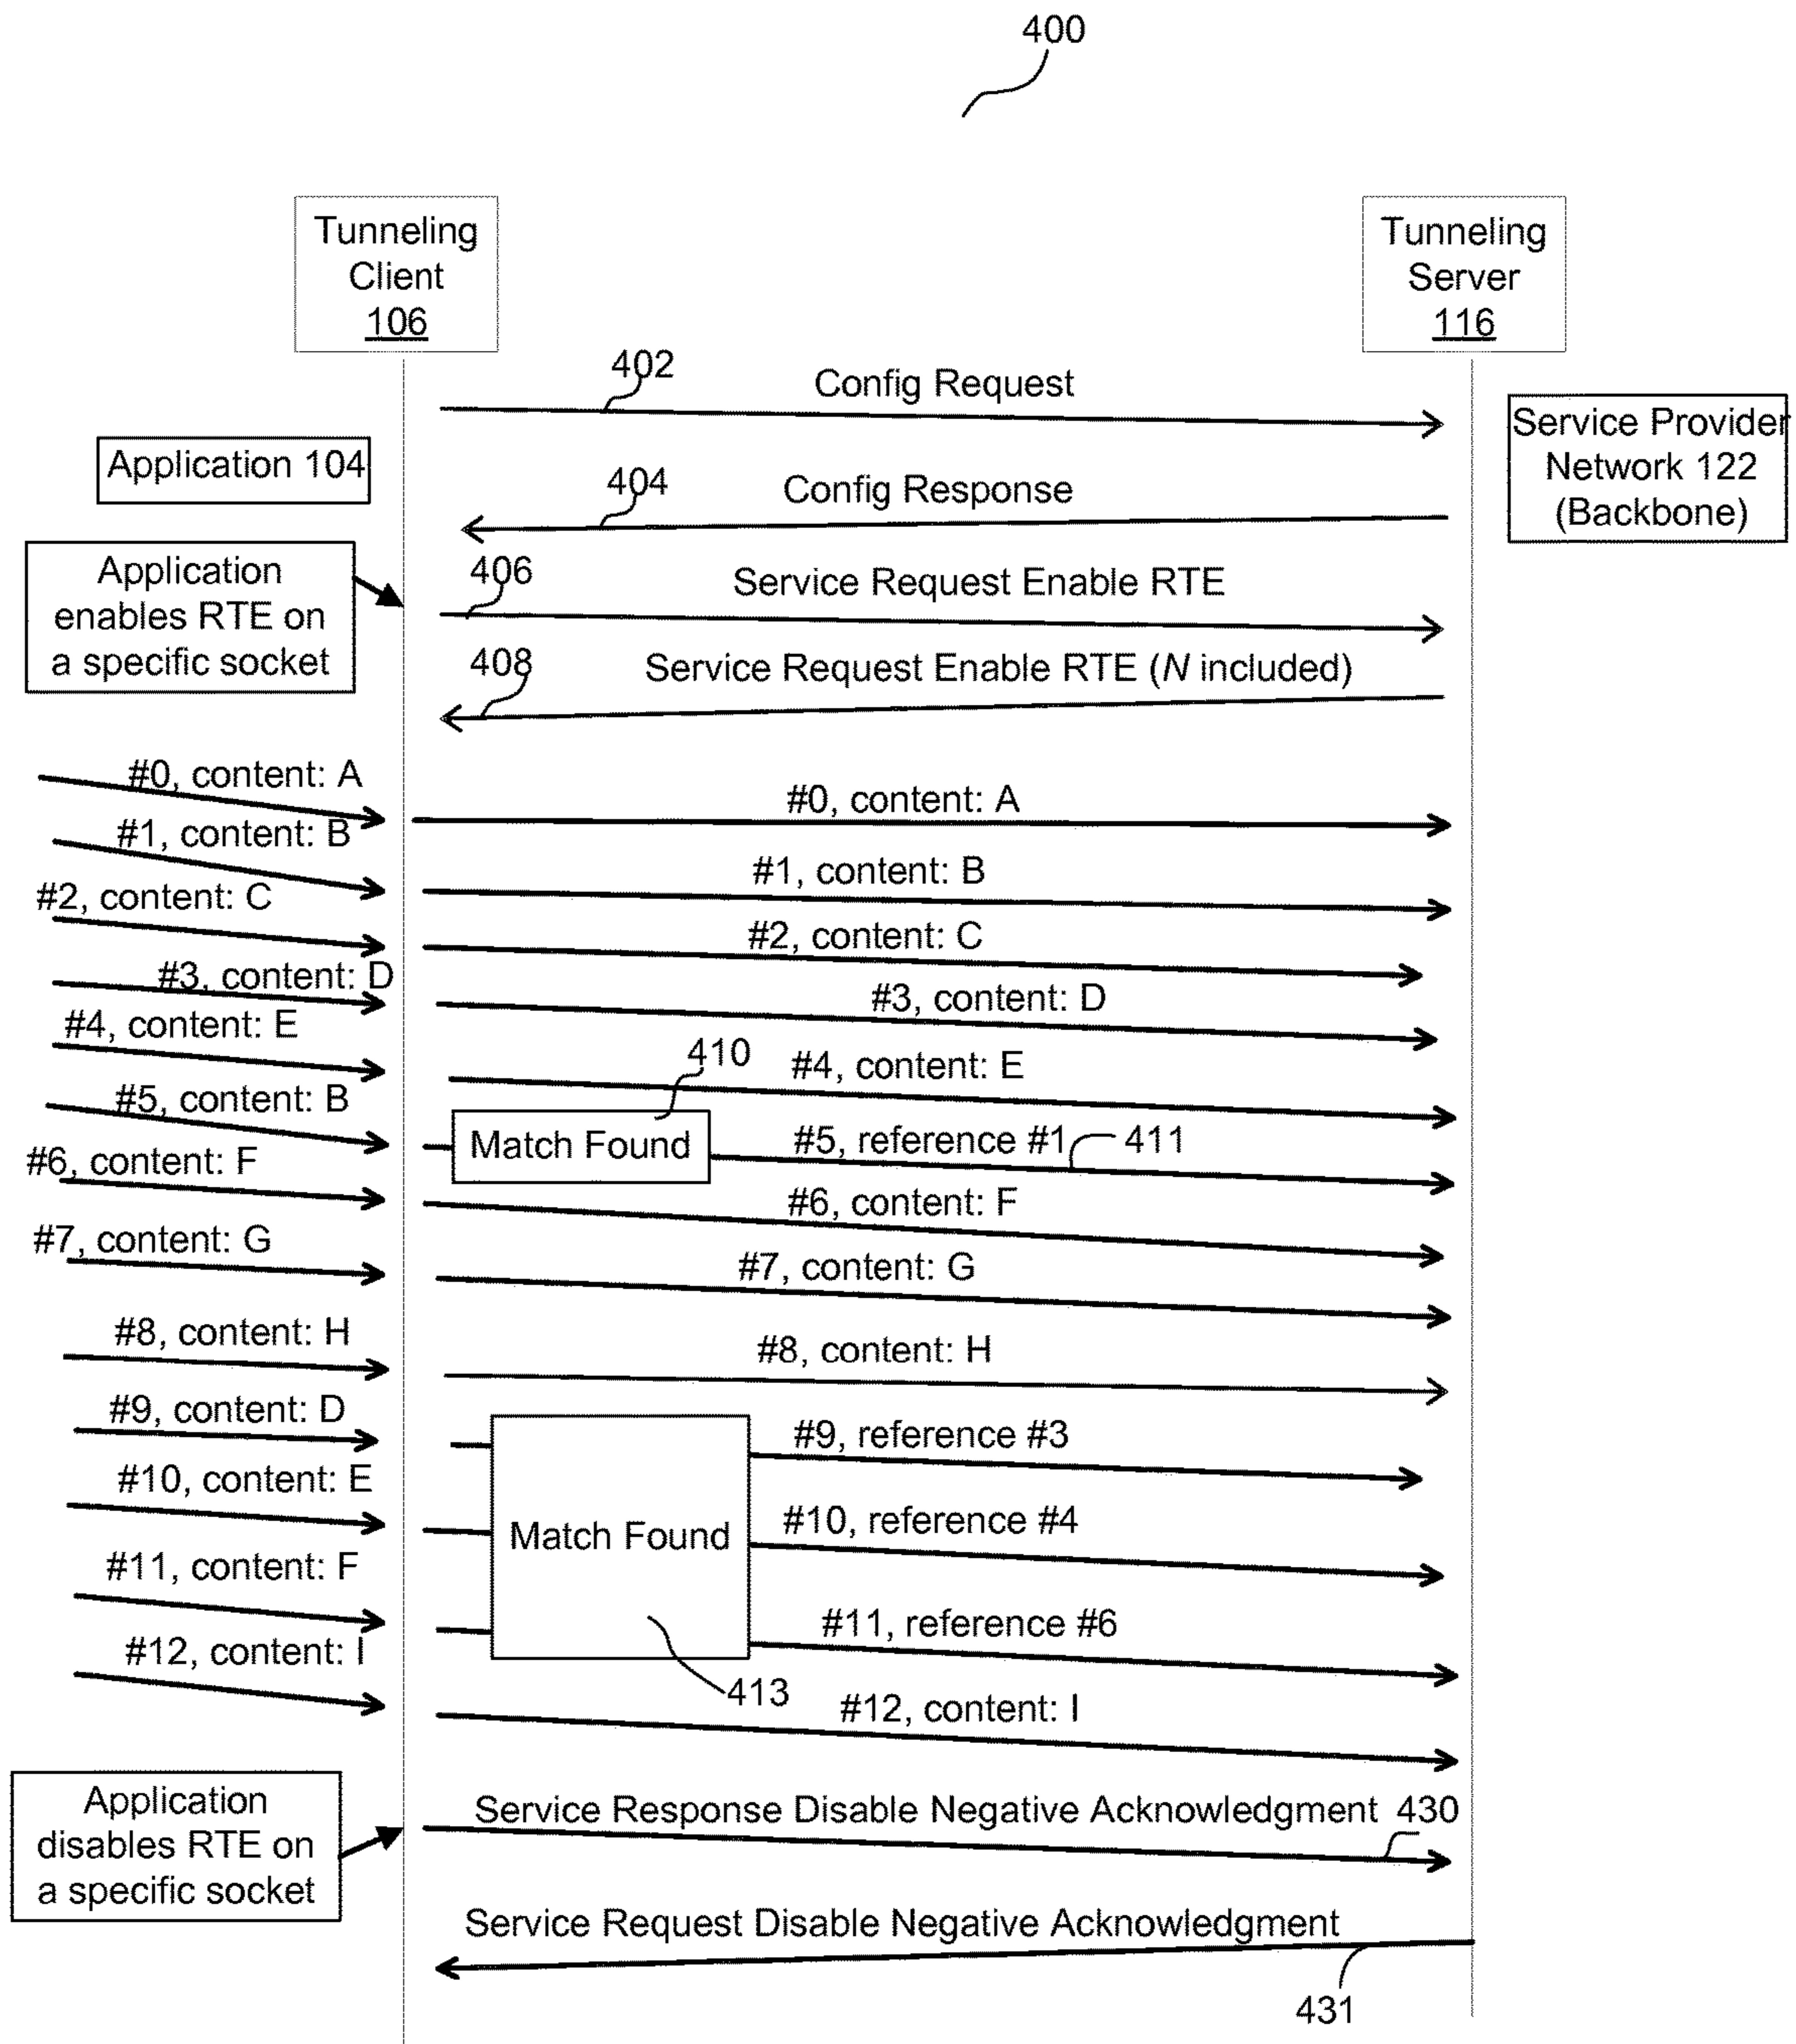 400
Tunneling
Client
106
Tunneling
Server
116
402
Config Request
Service Provider
Network 122
(Backbone)
Application 104
404
Config Response
Application
enables RTE on
a specific socket
406
Service Request Enable RTE
408
Service Request Enable RTE (N included)
#0, content: A
#0, content: A
#1, content: B
#1, content: B
#2, content: C
#2, content: C
#3, content: D
#3, content: D
#4, content: E
410
#4, content: E
#5, content: B
Match Found
#5, reference #1
411
#6, content: F
#6, content: F
#7, content: G
#7, content: G
#8, content: H
#8, content: H
#9, content: D
#9, reference #3
#10, content: E
Match Found
#10, reference #4
#11, content: F
#11, reference #6
#12, content: I
413
#12, content: I
Application
disables RTE on
a specific socket
Service Response Disable Negative Acknowledgment 430
Service Request Disable Negative Acknowledgment
431